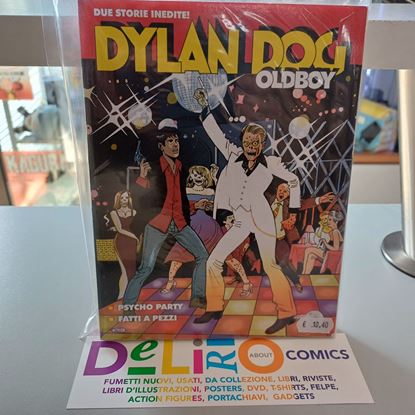 DUE STORIE INEDITE!
DYLAN DOG
OLDBOY
PSYCHO PARTY
FATTI A PEZZI
€ 10,40
DeLiRiO ABOUT COMICS
FUMETTI NUOVI, USATI, DA COLLEZIONE, LIBRI, RIVISTE,
LIBRI D'ILLUSTRAZIONI, POSTERS, DVD, T-SHIRTS, FELPE,
ACTION FIGURES, PORTACHIAVI, GADGETS